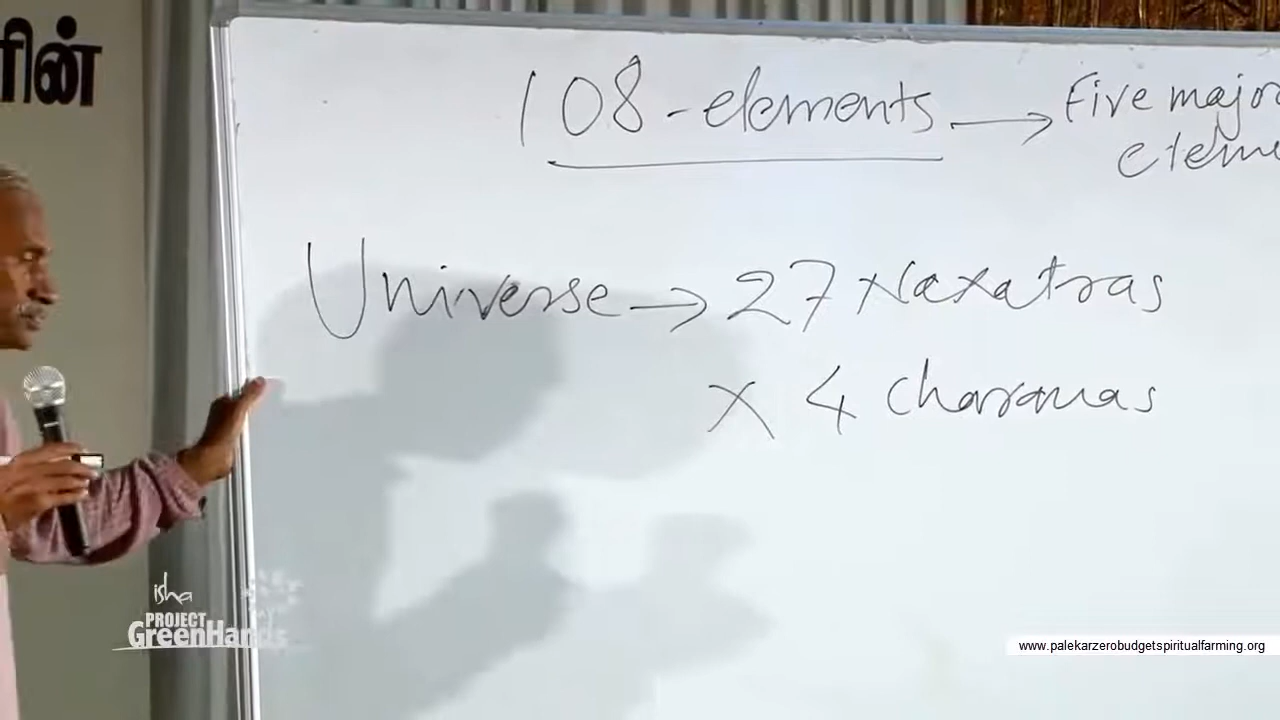 ரின்
108 - elements → Five major
eleme
Universe → 27 Naxatras
x 4 charanas
isha
PROJECT
GreenHands
www.palekarzerobudgetspiritualfarming.org